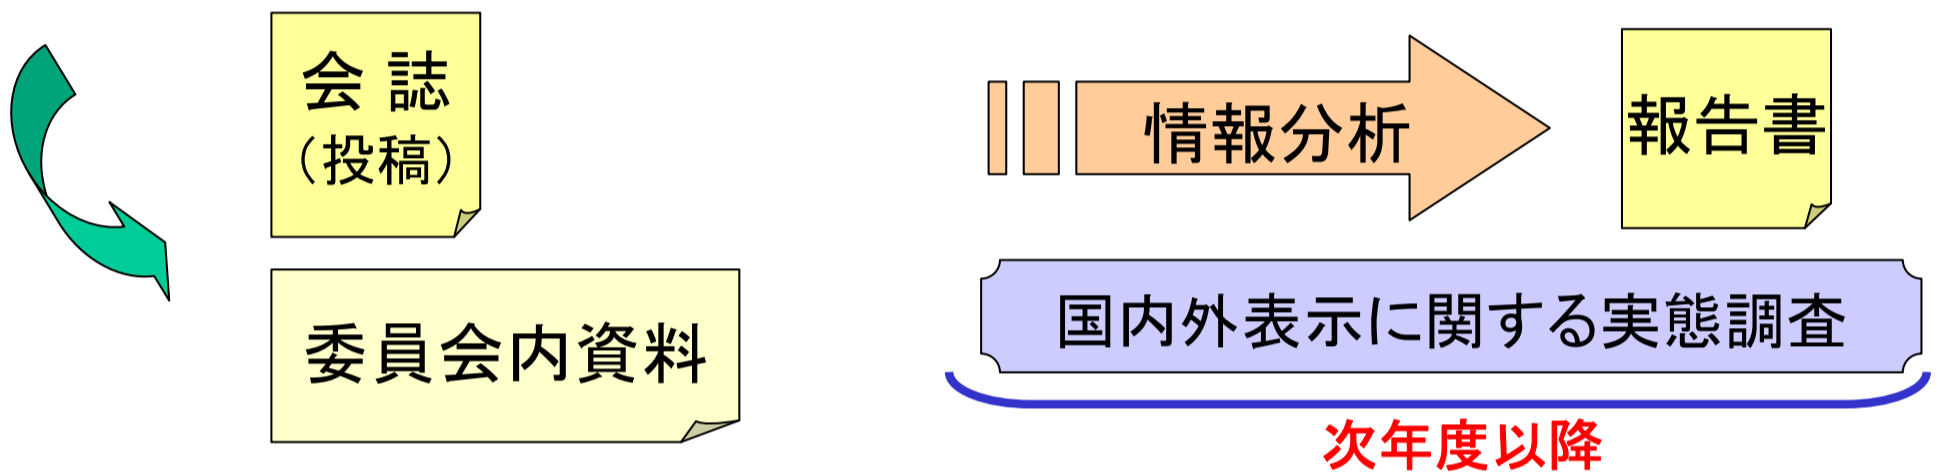 会 誌
（投稿）
委員会内資料
情報分析
報告書
国内外表示に関する実態調査
次年度以降